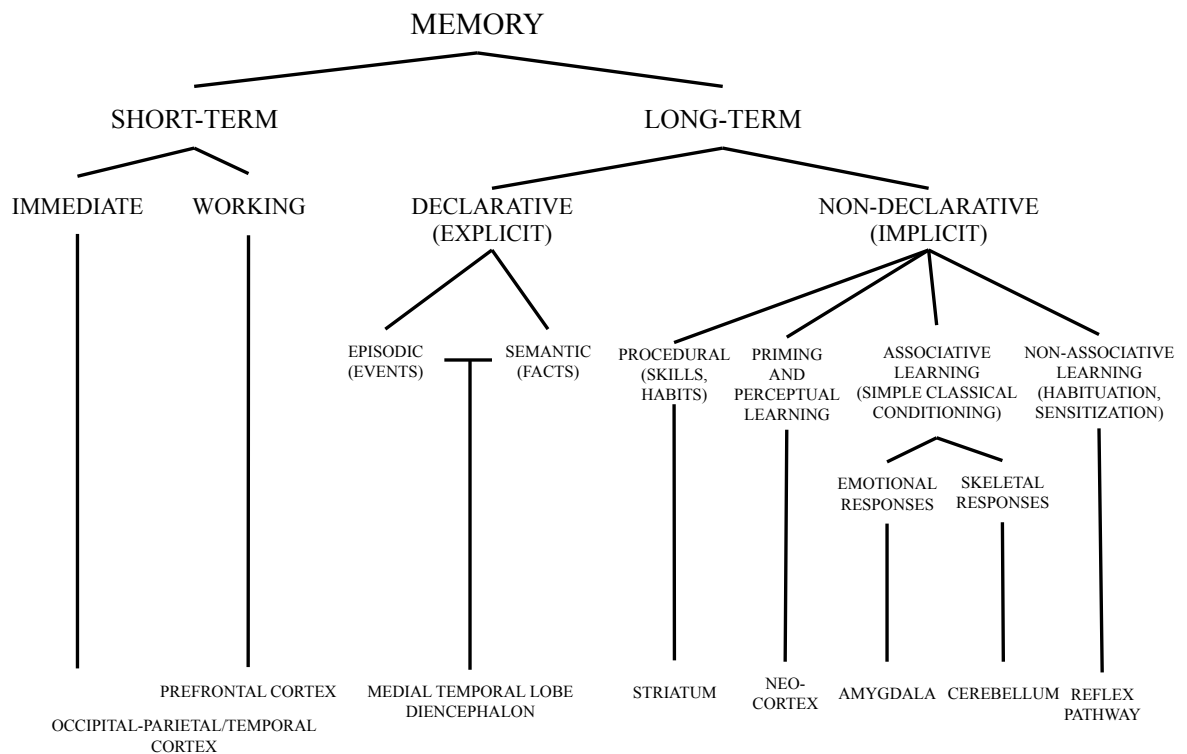 MEMORY
SHORT-TERM
LONG-TERM
IMMEDIATE
WORKING
DECLARATIVE
(EXPLICIT)
NON-DECLARATIVE
(IMPLICIT)
EPISODIC
(EVENTS)
SEMANTIC
(FACTS)
PROCEDURAL
(SKILLS,
HABITS)
PRIMING
AND
PERCEPTUAL
LEARNING
ASSOCIATIVE
LEARNING
(SIMPLE CLASSICAL
CONDITIONING)
NON-ASSOCIATIVE
LEARNING
(HABITUATION,
SENSITIZATION)
EMOTIONAL
RESPONSES
SKELETAL
RESPONSES
PREFRONTAL CORTEX
OCCIPITAL-PARIETAL/TEMPORAL
CORTEX
MEDIAL TEMPORAL LOBE
DIENCEPHALON
STRIATUM
NEO-
CORTEX
AMYGDALA
CEREBELLUM
REFLEX
PATHWAY